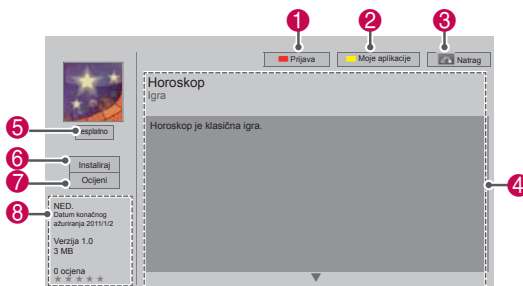 1
2
3
Prijava
Moje aplikacije
Natrag
Horoskop
Igra
Horoskop je klasična igra.
4
5
esplatno
6
Instaliraj
7
Ocijeni
8
NED.
Datum konačnog
ažuriranja 2011/1/2
Verzija 1.0
3 MB
0 ocjena